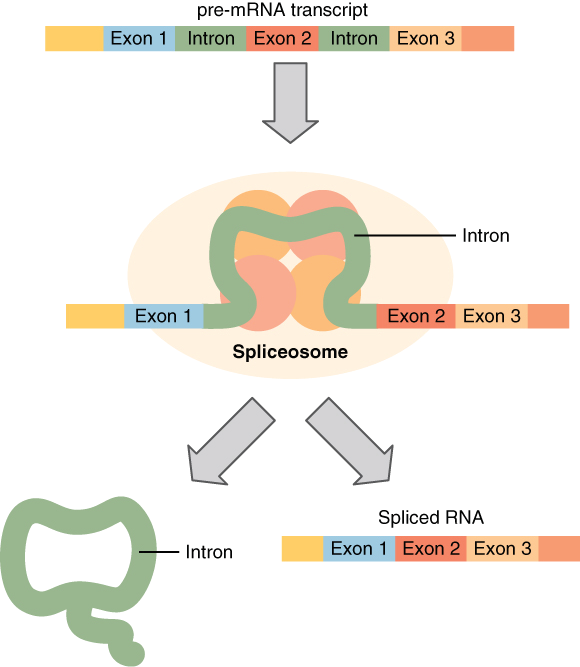 pre-mRNA transcript
Exon 1 Intron Exon 2 Intron Exon 3
Intron
Exon 1 Exon 2 Exon 3
Spliceosome
Spliced RNA
Exon 1 Exon 2 Exon 3
Intron